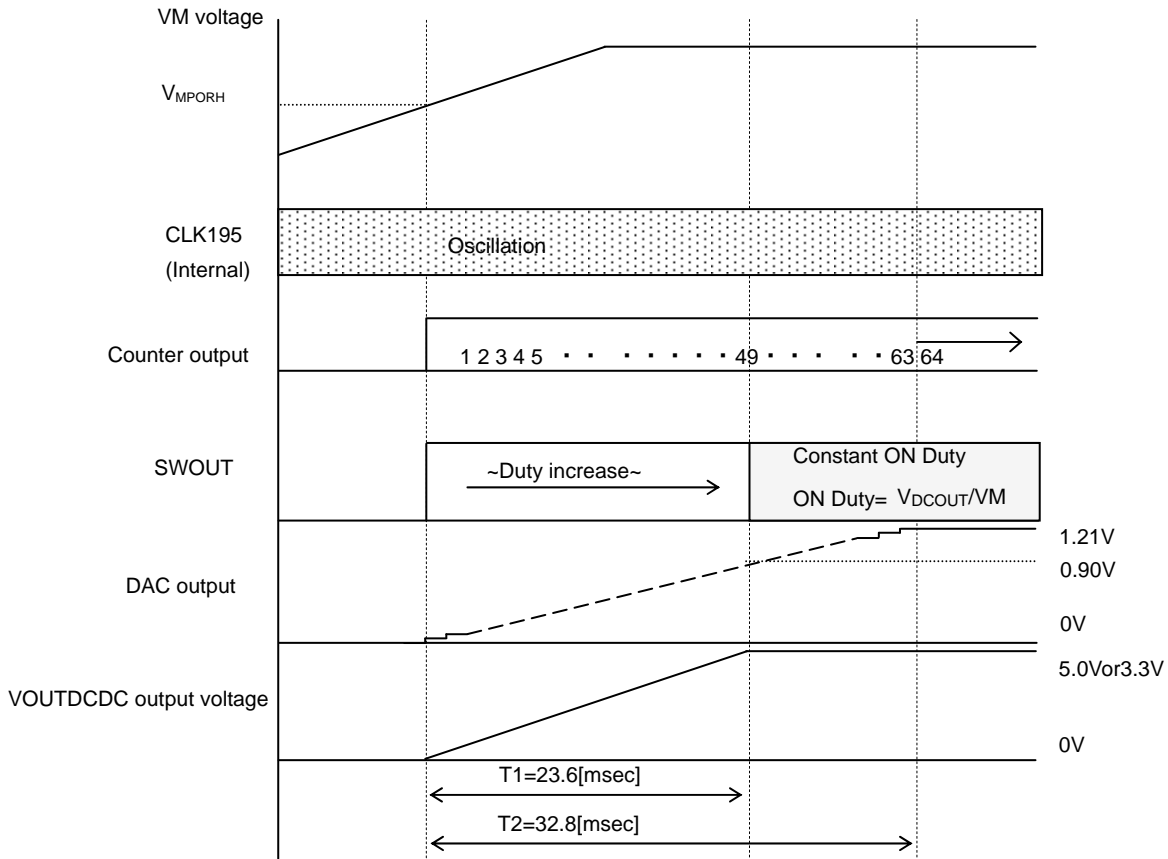 VM voltage
VMPORH
CLK195
(Internal)
Oscillation
Counter output
1 2 3 4 5 · · · · · · · · · 49 · · · · · · 63 64
SWOUT
~Duty increase~
Constant ON Duty
ON Duty= VDCOUT/VM
DAC output
1.21V
0.90V
0V
VOUTDCDC output voltage
5.0Vor3.3V
0V
T1=23.6[msec]
T2=32.8[msec]